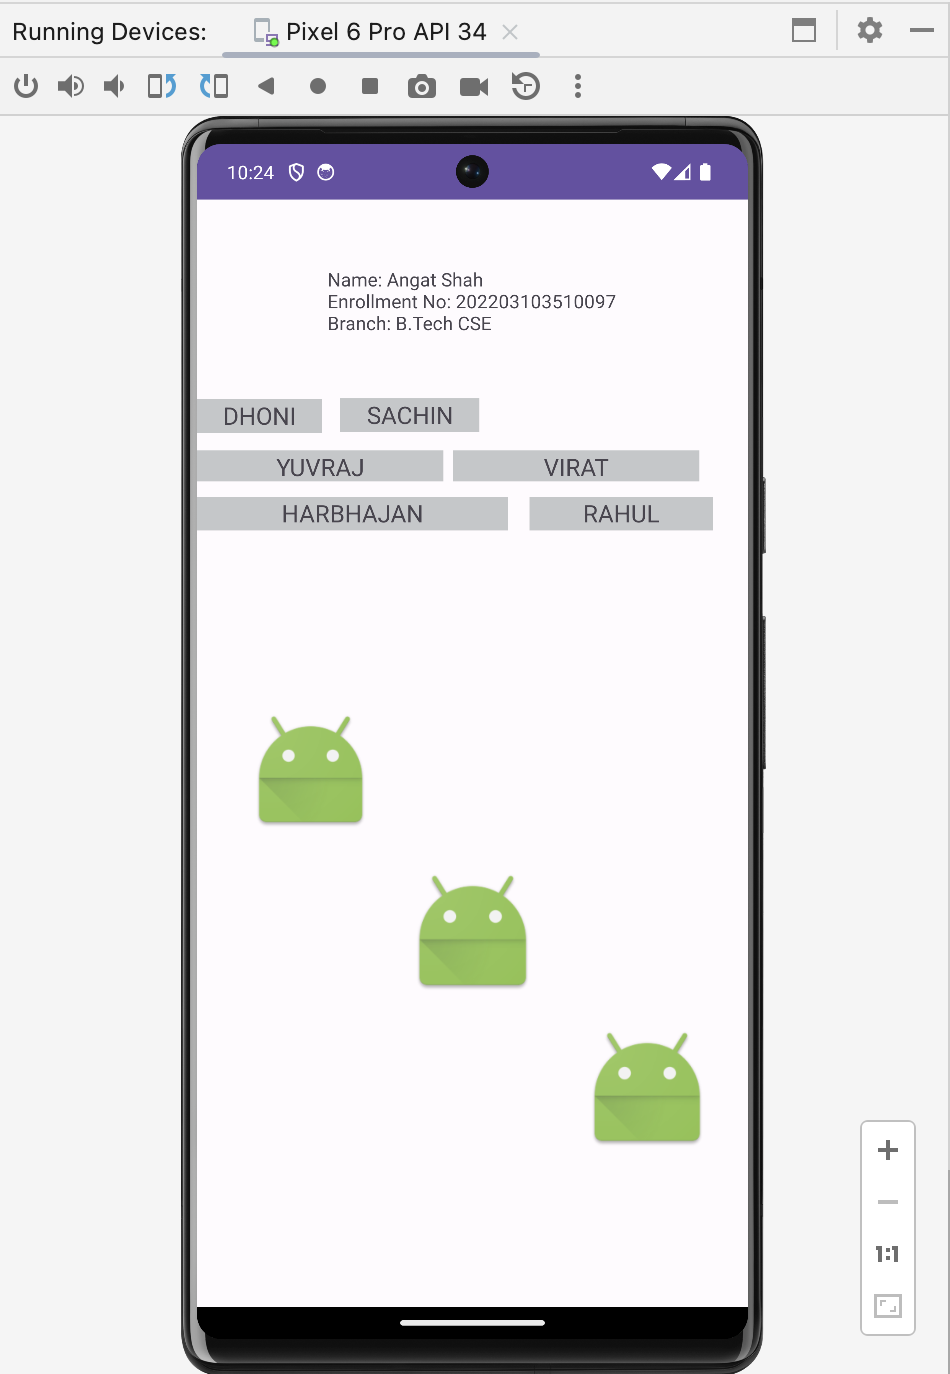 Running Devices: Pixel 6 Pro API 34
10:24
Name: Angat Shah
Enrollment No: 202203103510097
Branch: B.Tech CSE
DHONI SACHIN
YUVRAJ VIRAT
HARBHAJAN RAHUL
1:1